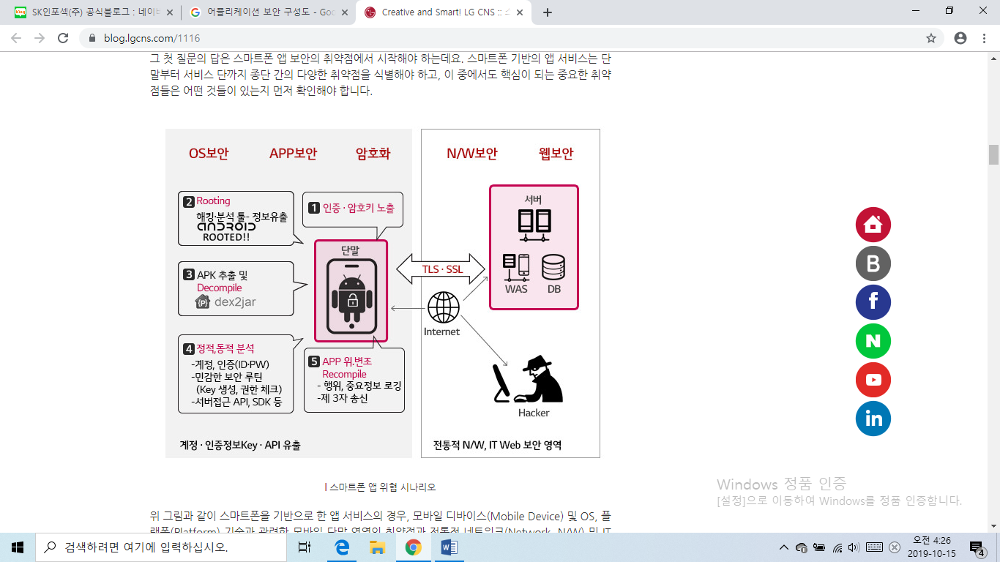 SK인포섹(주) 공식블로그 : 네이버
어플리케이션 보안 구성도 - Goo
Creative and Smart! LG CNS ::
blog.lgcns.com/1116
그 첫 질문의 답은 스마트폰 앱 보안의 취약점에서 시작해야 하는데요. 스마트폰 기반의 앱 서비스는 단
말부터 서비스 단까지 종단 간의 다양한 취약점을 식별해야 하고, 이 중에서도 핵심이 되는 중요한 취약
점들은 어떤 것들이 있는지 먼저 확인해야 합니다.
OS보안 APP보안 암호화
N/W보안 웹보안
2 Rooting
해킹·분석 툴- 정보유출
ANDROID
ROOTED!!
1 인증 · 암호키 노출
단말
3 APK 추출 및
Decompile
{P} dex2jar
4 정적,동적 분석
-계정, 인증(ID·PW)
-민감한 보안 루틴
(Key 생성, 권한 체크)
-서버접근 API, SDK 등
5 APP 위.변조
Recompile
- 행위, 중요정보 로깅
-제 3자 송신
계정 · 인증정보Key · API 유출
TLS · SSL
서버
WAS DB
Internet
Hacker
전통적 N/W, IT Web 보안 영역
| 스마트폰 앱 위협 시나리오
위 그림과 같이 스마트폰을 기반으로 한 앱 서비스의 경우, 모바일 디바이스(Mobile Device) 및 OS, 플
랫폼(Platform) 기술과 관련한 모바일 단말 영역의 취약점과 전통적 네트워크(Network, N/W) 및 IT
B
f
N
in
Windows 정품 인증
[설정]으로 이동하여 Windows를 정품 인증합니다.
검색하려면 여기에 입력하십시오.
오전 4:26
2019-10-15
4